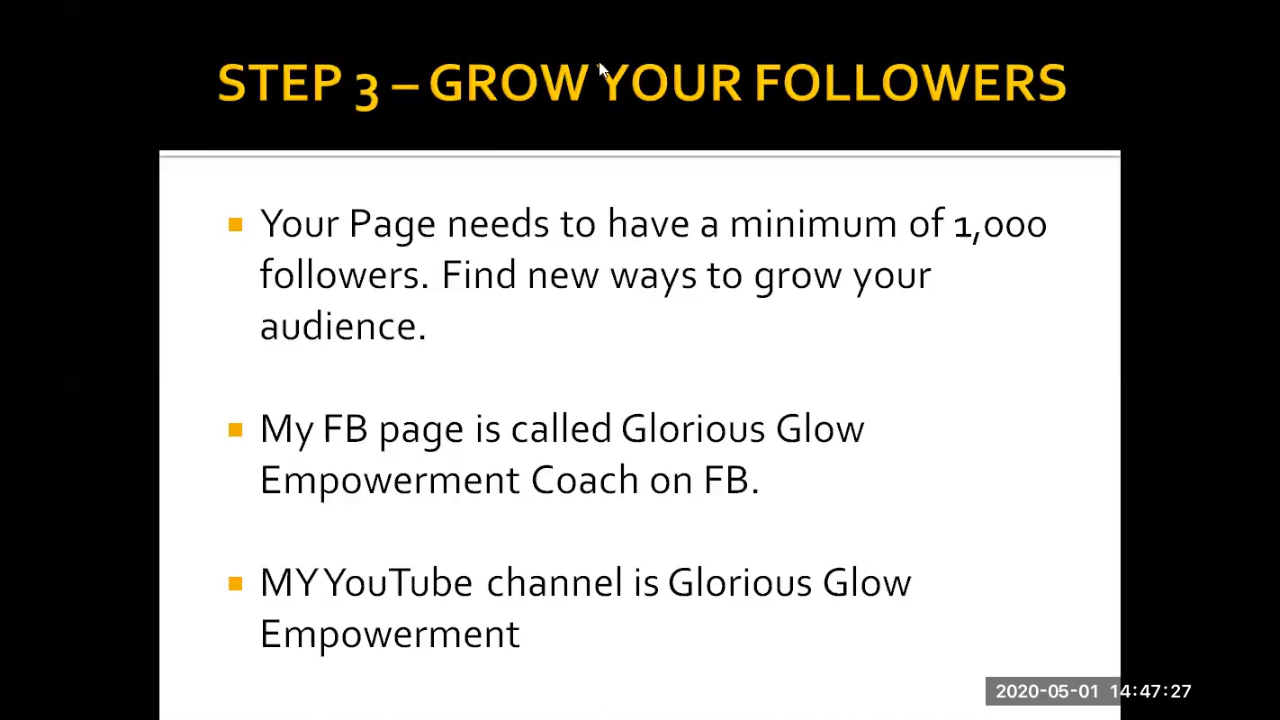 STEP 3 – GROW YOUR FOLLOWERS
Your Page needs to have a minimum of 1,000
followers. Find new ways to grow your
audience.
My FB page is called Glorious Glow
Empowerment Coach on FB.
MY YouTube channel is Glorious Glow
Empowerment
2020-05-01 14:47:27